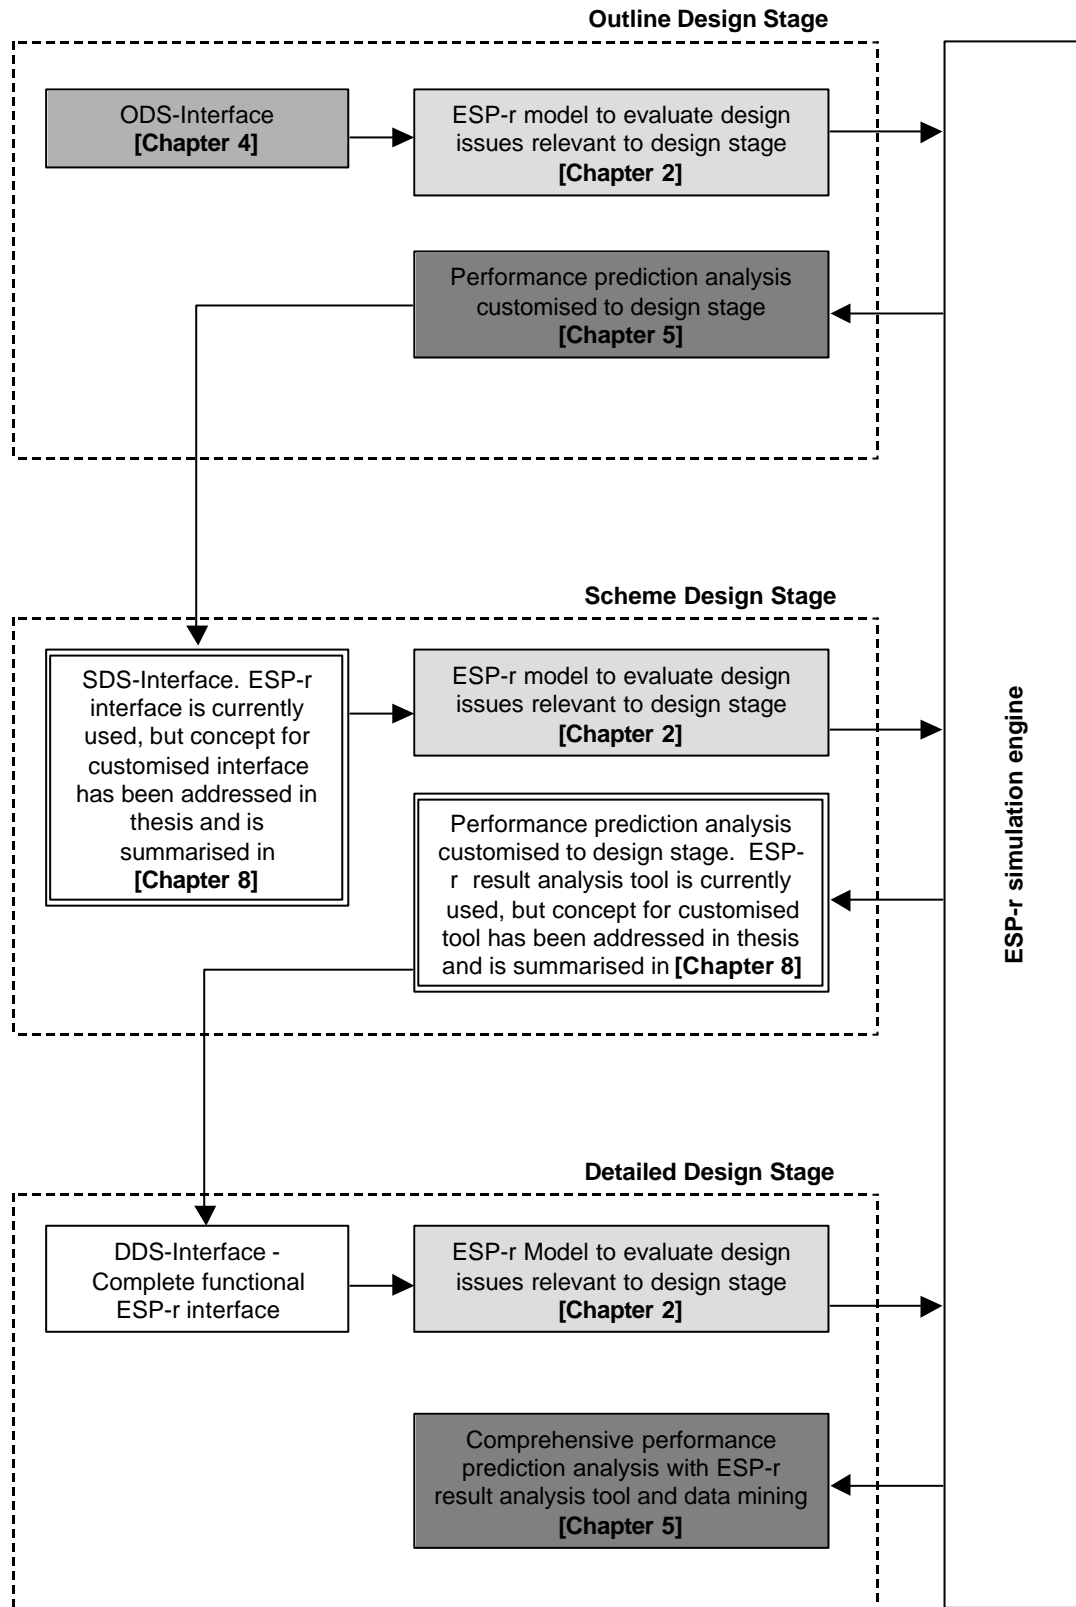 Outline Design Stage
ODS-Interface
[Chapter 4]
ESP-r model to evaluate design
issues relevant to design stage
[Chapter 2]
Performance prediction analysis
customised to design stage
[Chapter 5]
Scheme Design Stage
SDS-Interface. ESP-r
interface is currently
used, but concept for
customised interface
has been addressed in
thesis and is
summarised in
[Chapter 8]
ESP-r model to evaluate design
issues relevant to design stage
[Chapter 2]
Performance prediction analysis
customised to design stage. ESP-
r result analysis tool is currently
used, but concept for customised
tool has been addressed in thesis
and is summarised in [Chapter 8]
Detailed Design Stage
DDS-Interface -
Complete functional
ESP-r interface
ESP-r Model to evaluate design
issues relevant to design stage
[Chapter 2]
Comprehensive performance
prediction analysis with ESP-r
result analysis tool and data mining
[Chapter 5]
ESP-r simulation engine